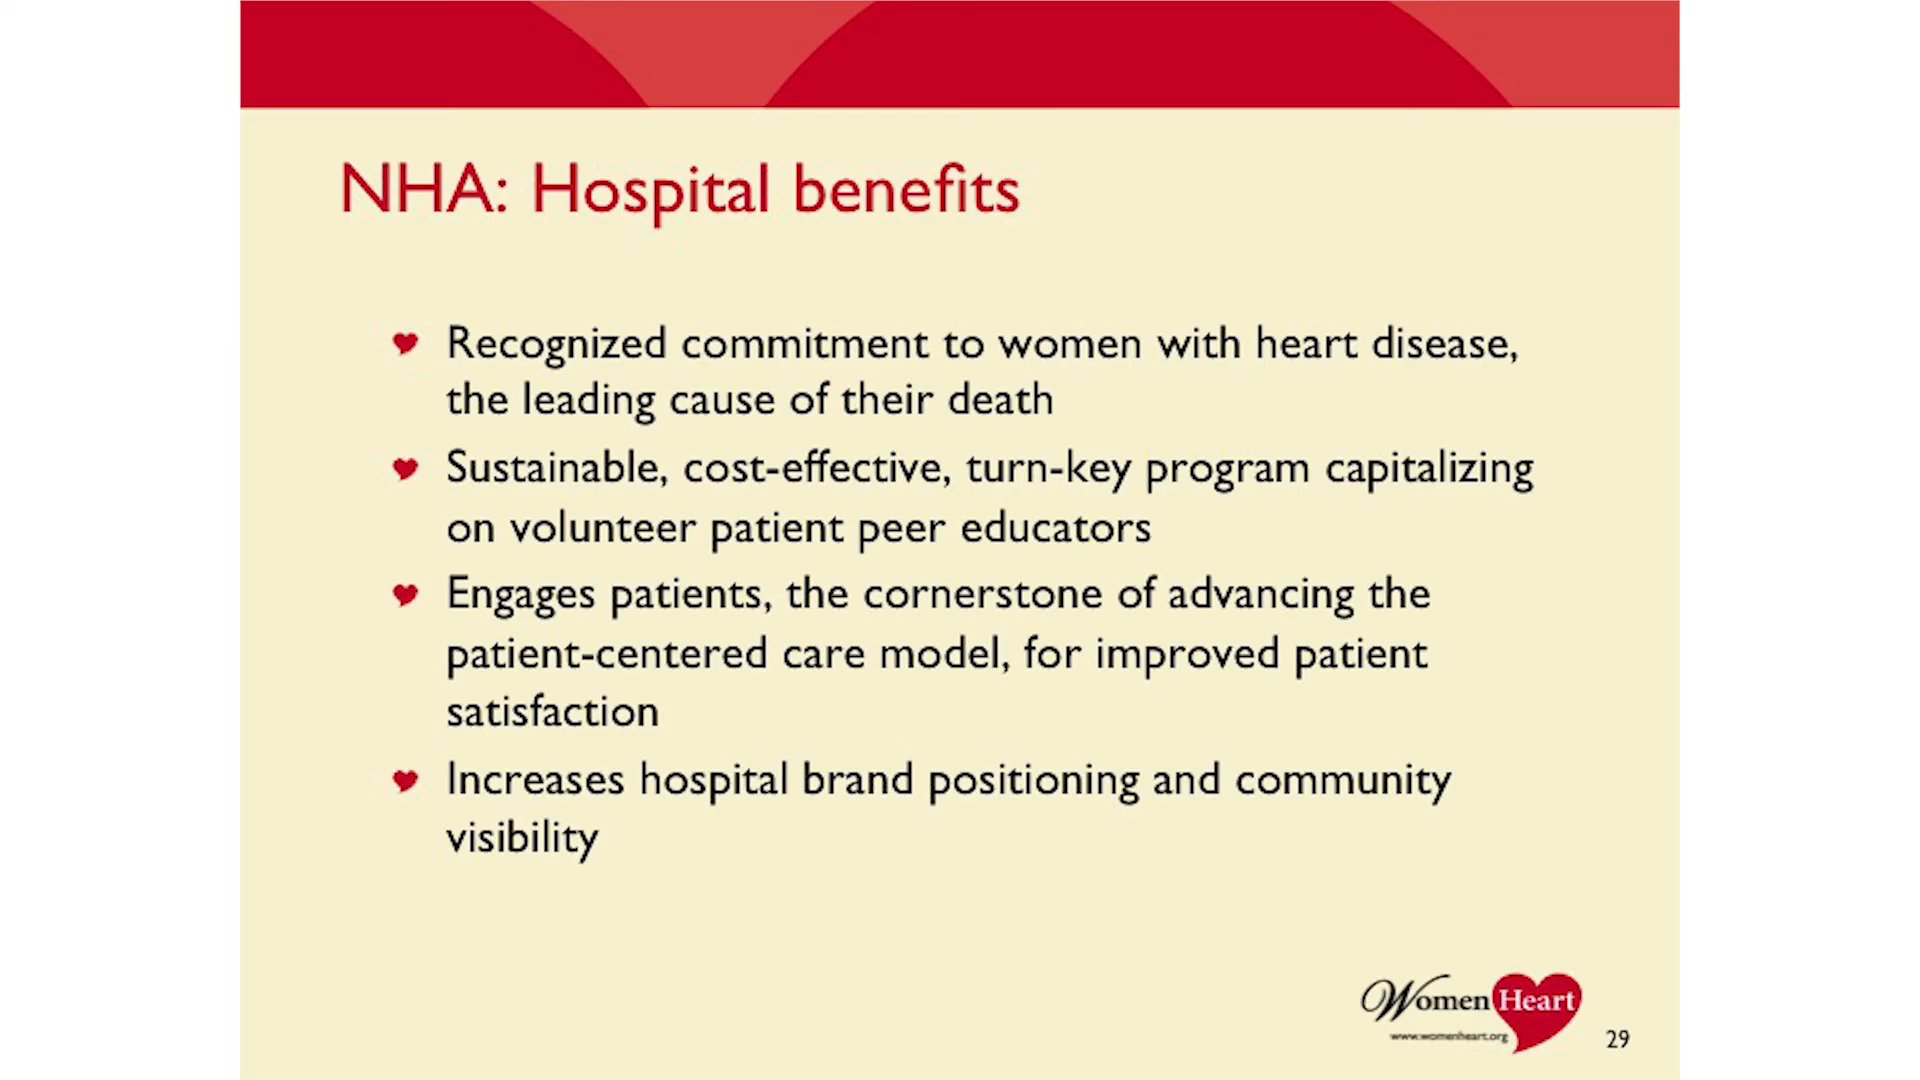 NHA: Hospital benefits
Recognized commitment to women with heart disease,
the leading cause of their death
Sustainable, cost-effective, turn-key program capitalizing
on volunteer patient peer educators
Engages patients, the cornerstone of advancing the
patient-centered care model, for improved patient
satisfaction
Increases hospital brand positioning and community
visibility
Women Heart
www.womenheart.org
29